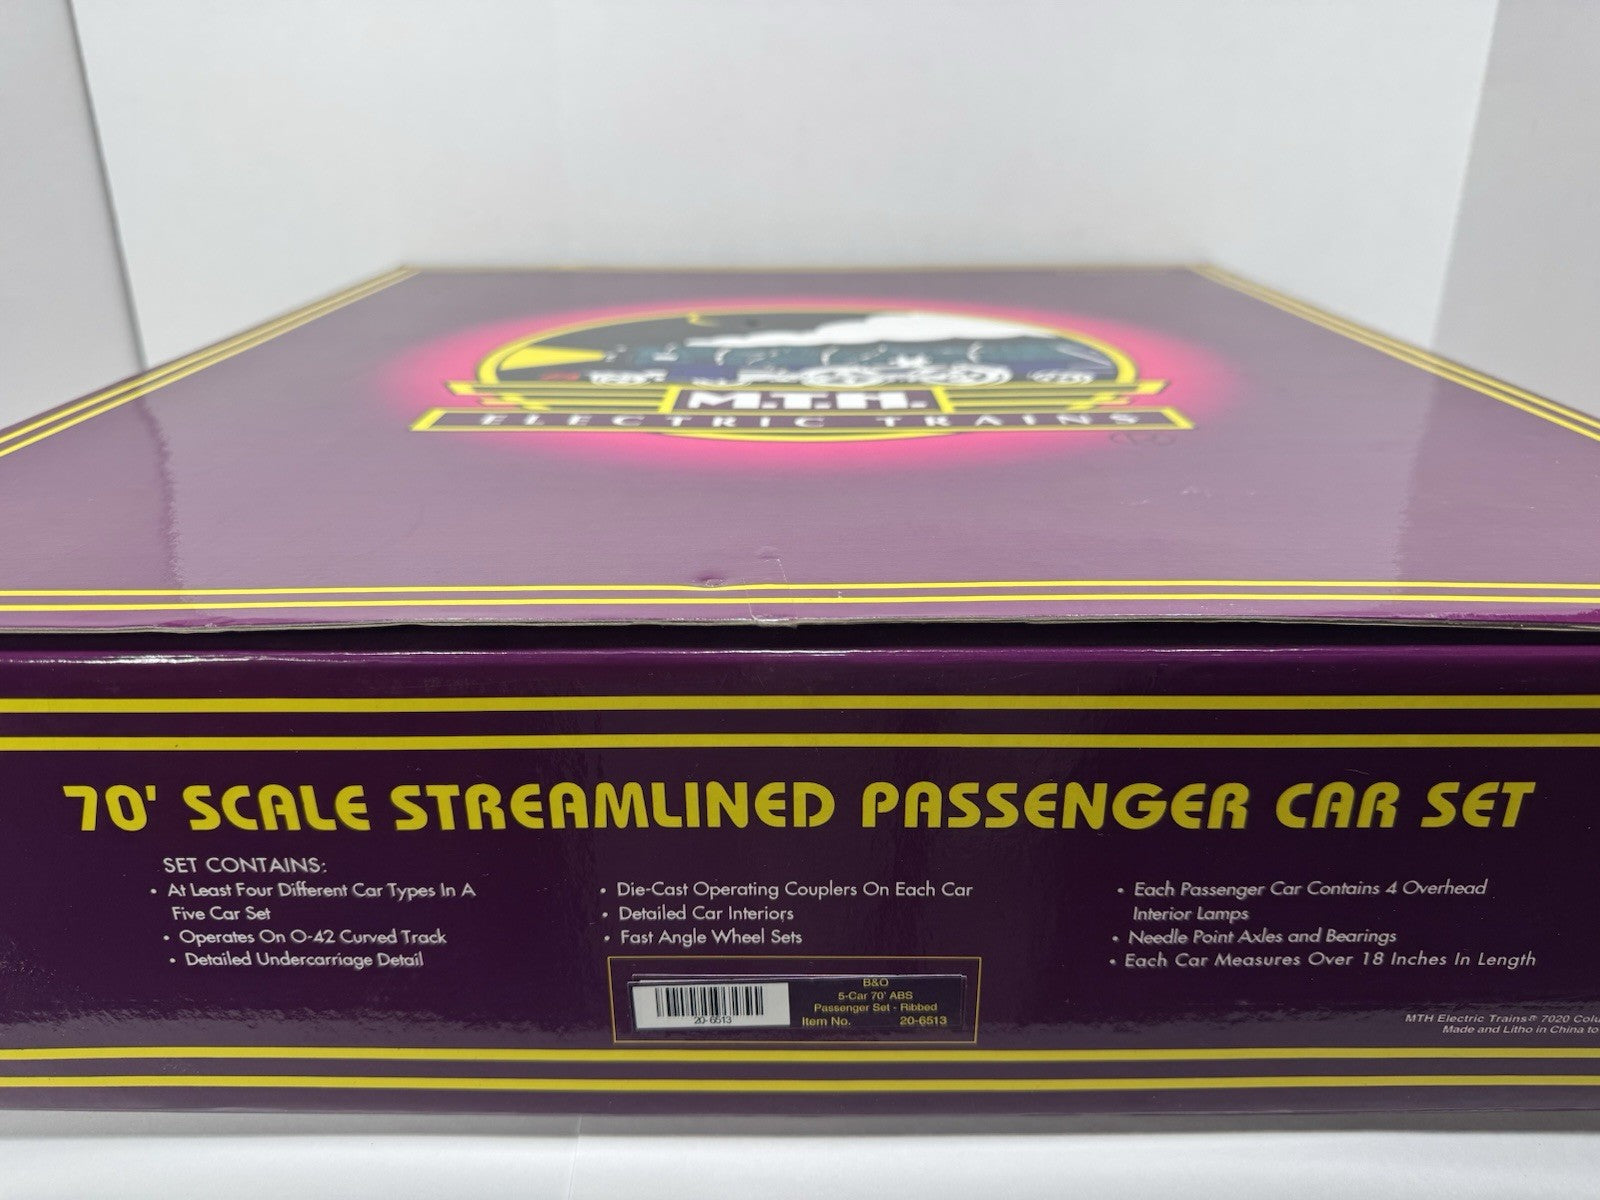 M.T.H.
ELECTRIC TRAINS
70' SCALE STREAMLINED PASSENGER CAR SET
SET CONTAINS:
• At Least Four Different Car Types In A
Five Car Set
• Operates On O-42 Curved Track
• Detailed Undercarriage Detail
• Die-Cast Operating Couplers On Each Car
• Detailed Car Interiors
• Fast Angle Wheel Sets
• Each Passenger Car Contains 4 Overhead
Interior Lamps
• Needle Point Axles and Bearings
• Each Car Measures Over 18 Inches In Length
20-6513
B&O
5-Car 70' ABS
Passenger Set - Ribbed
Item No. 20-6513
MTH Electric Trains® 7020 Colu
Made and Litho in China to